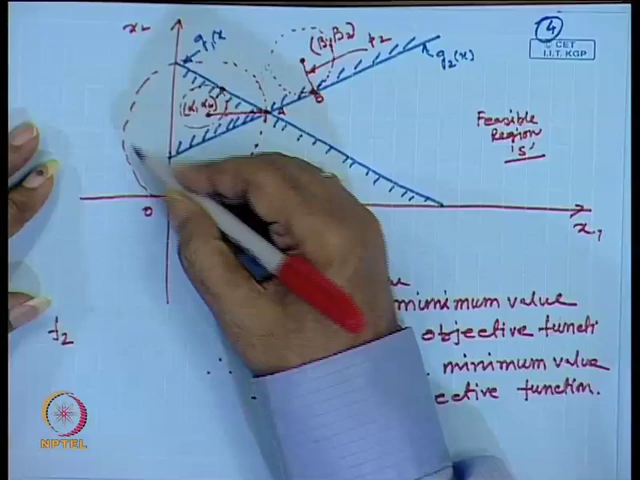 x₂
g₁(x
(β₁, β₂)
f₂
g₂(x)
4
© CET
I.I.T. KGP
(α₁, α₂)
A
B
Feasible
Region
'S'
0
x₁
minimum value
f₂
objective functi
minimum value
ective function.
NPTEL